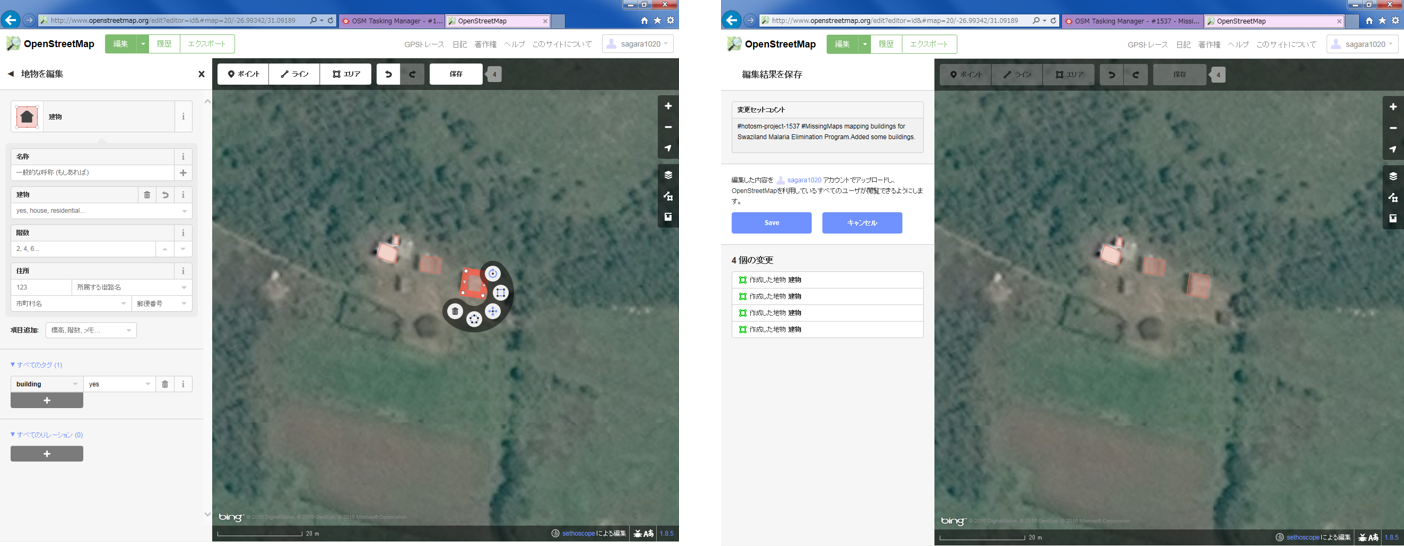 http://www.openstreetmap.org/edit?editor=id&#map=20/-26.99342/31.09189
OSM Tasking Manager - #1...
OpenStreetMap
OpenStreetMap
編集
履歴
エクスポート
GPSトレース 日記 著作権 ヘルプ このサイトについて
sagara1020
地物を編集
ポイント
ライン
エリア
保存
4
建物
名称
一般的な呼称 (もしあれば)
建物
yes, house, residential...
階数
2, 4, 6...
住所
123
所属する街路名
市町村名
郵便番号
項目追加:
標高, 階数, メモ...
すべてのタグ (1)
building
yes
すべてのリレーション (0)
bing
20 m
sethoscope による編集
1.8.5
http://www.openstreetmap.org/edit?editor=id&#map=20/-26.99342/31.09189
OSM Tasking Manager - #1537 - Missi...
OpenStreetMap
OpenStreetMap
編集
履歴
エクスポート
GPSトレース 日記 著作権 ヘルプ このサイトについて
sagara1020
編集結果を保存
ポイント
ライン
エリア
保存
4
変更セットコメント
#hotosm-project-1537 #MissingMaps mapping buildings for
Swaziland Malaria Elimination Program.Added some buildings.
編集した内容を sagara1020 アカウントでアップロードし、
OpenStreetMapを利用しているすべてのユーザが閲覧できるようにしま
す。
Save
キャンセル
4 個の変更
作成した地物 建物
作成した地物 建物
作成した地物 建物
作成した地物 建物
bing
20 m
sethoscope による編集
1.8.5